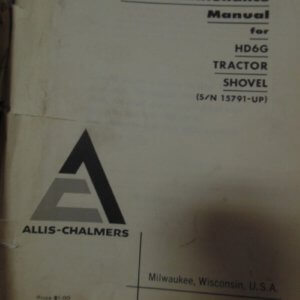 Manual
for
HD6G
TRACTOR
SHOVEL
(S/N 15791-UP)
ALLIS-CHALMERS
Milwaukee, Wisconsin, U.S.A.